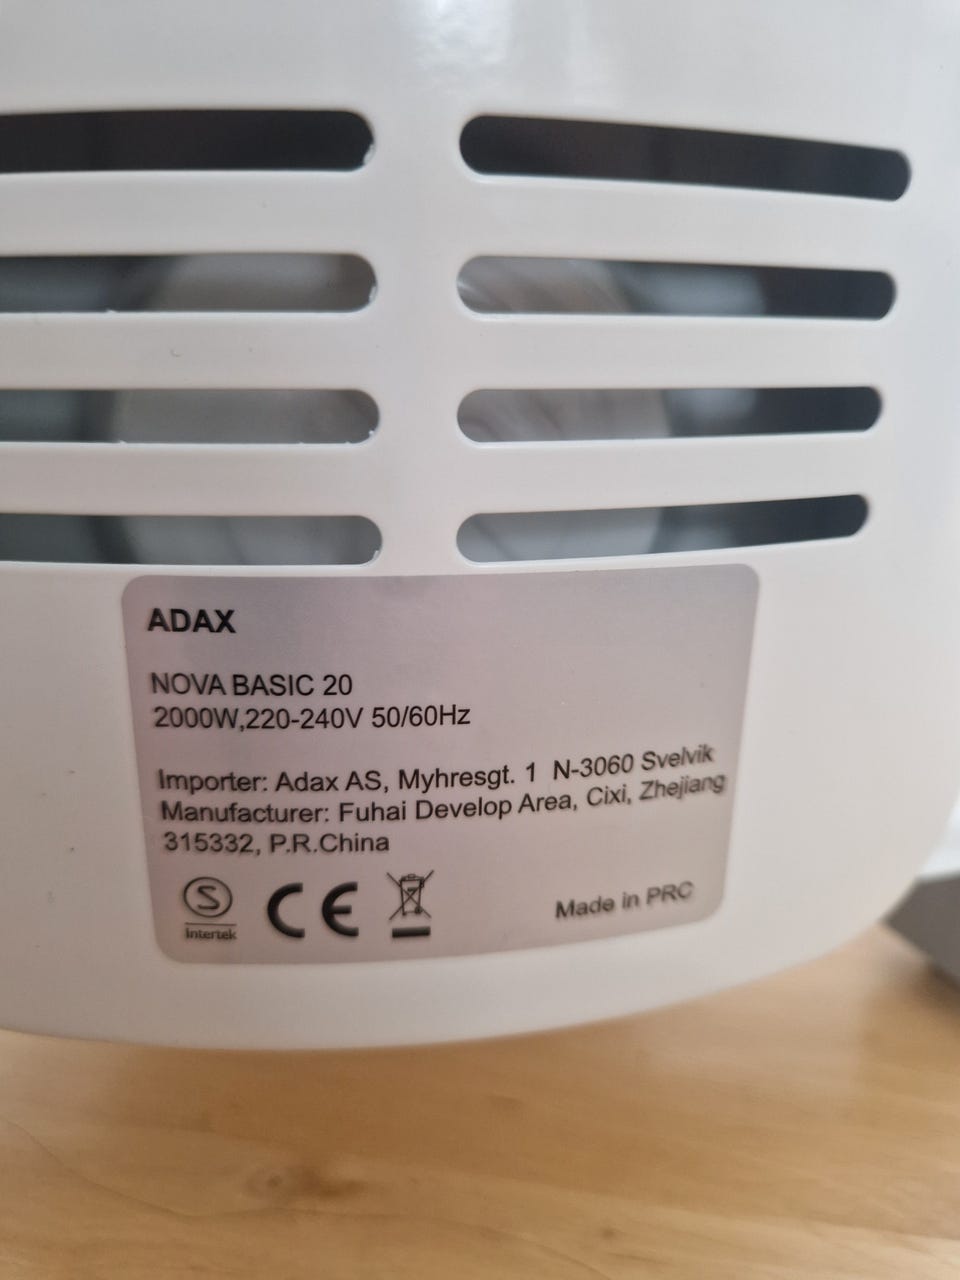 ADAX
NOVA BASIC 20
2000W,220-240V 50/60Hz
Importer: Adax AS, Myhresgt. 1 N-3060 Svelvik
Manufacturer: Fuhai Develop Area, Cixi, Zhejiang
315332, P.R.China
S
Intertek
CE
Made in PRC